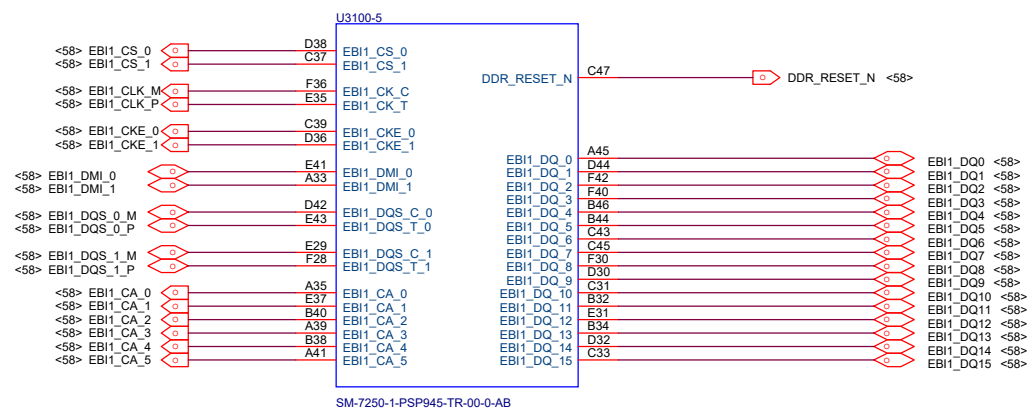 U3100-5
<58> EBI1_CS_0 D38 EBI1_CS_0
<58> EBI1_CS_1 C37 EBI1_CS_1
DDR_RESET_N C47 DDR_RESET_N <58>
<58> EBI1_CLK_M F36 EBI1_CK_C
<58> EBI1_CLK_P E35 EBI1_CK_T
<58> EBI1_CKE_0 C39 EBI1_CKE_0
<58> EBI1_CKE_1 D36 EBI1_CKE_1
<58> EBI1_DMI_0 E41 EBI1_DMI_0
<58> EBI1_DMI_1 A33 EBI1_DMI_1
<58> EBI1_DQS_0_M D42 EBI1_DQS_C_0
<58> EBI1_DQS_0_P E43 EBI1_DQS_T_0
<58> EBI1_DQS_1_M E29 EBI1_DQS_C_1
<58> EBI1_DQS_1_P F28 EBI1_DQS_T_1
<58> EBI1_CA_0 A35 EBI1_CA_0
<58> EBI1_CA_1 E37 EBI1_CA_1
<58> EBI1_CA_2 B40 EBI1_CA_2
<58> EBI1_CA_3 A39 EBI1_CA_3
<58> EBI1_CA_4 B38 EBI1_CA_4
<58> EBI1_CA_5 A41 EBI1_CA_5
EBI1_DQ_0 A45 EBI1_DQ0 <58>
EBI1_DQ_1 D44 EBI1_DQ1 <58>
EBI1_DQ_2 F42 EBI1_DQ2 <58>
EBI1_DQ_3 F40 EBI1_DQ3 <58>
EBI1_DQ_4 B46 EBI1_DQ4 <58>
EBI1_DQ_5 B44 EBI1_DQ5 <58>
EBI1_DQ_6 C43 EBI1_DQ6 <58>
EBI1_DQ_7 C45 EBI1_DQ7 <58>
EBI1_DQ_8 F30 EBI1_DQ8 <58>
EBI1_DQ_9 D30 EBI1_DQ9 <58>
EBI1_DQ_10 C31 EBI1_DQ10 <58>
EBI1_DQ_11 B32 EBI1_DQ11 <58>
EBI1_DQ_12 E31 EBI1_DQ12 <58>
EBI1_DQ_13 B34 EBI1_DQ13 <58>
EBI1_DQ_14 D32 EBI1_DQ14 <58>
EBI1_DQ_15 C33 EBI1_DQ15 <58>
SM-7250-1-PSP945-TR-00-0-AB